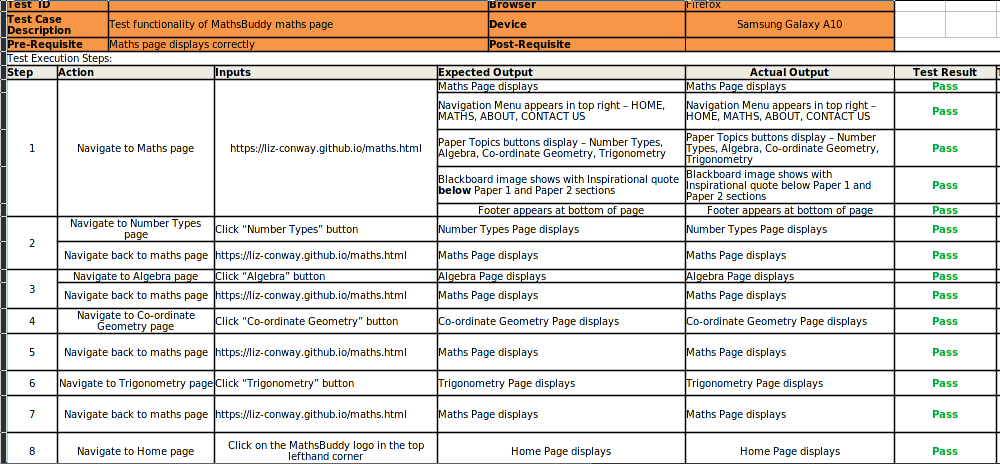 Test ID Browser Firefox
Test Case Description Test functionality of MathsBuddy maths page Device Samsung Galaxy A10
Pre-Requisite Maths page displays correctly Post-Requisite
Test Execution Steps:
Step Action Inputs Expected Output Actual Output Test Result
1 Navigate to Maths page https://liz-conway.github.io/maths.html Maths Page displays Maths Page displays Pass
Navigation Menu appears in top right – HOME, MATHS, ABOUT, CONTACT US Navigation Menu appears in top right – HOME, MATHS, ABOUT, CONTACT US Pass
Paper Topics buttons display – Number Types, Algebra, Co-ordinate Geometry, Trigonometry Paper Topics buttons display – Number Types, Algebra, Co-ordinate Geometry, Trigonometry Pass
Blackboard image shows with Inspirational quote below Paper 1 and Paper 2 sections Blackboard image shows with Inspirational quote below Paper 1 and Paper 2 sections Pass
Footer appears at bottom of page Footer appears at bottom of page Pass
2 Navigate to Number Types page Click “Number Types” button Number Types Page displays Number Types Page displays Pass
Navigate back to maths page https://liz-conway.github.io/maths.html Maths Page displays Maths Page displays Pass
3 Navigate to Algebra page Click “Algebra” button Algebra Page displays Algebra Page displays Pass
Navigate back to maths page https://liz-conway.github.io/maths.html Maths Page displays Maths Page displays Pass
4 Navigate to Co-ordinate Geometry page Click “Co-ordinate Geometry” button Co-ordinate Geometry Page displays Co-ordinate Geometry Page displays Pass
5 Navigate back to maths page https://liz-conway.github.io/maths.html Maths Page displays Maths Page displays Pass
6 Navigate to Trigonometry page Click “Trigonometry” button Trigonometry Page displays Trigonometry Page displays Pass
7 Navigate back to maths page https://liz-conway.github.io/maths.html Maths Page displays Maths Page displays Pass
8 Navigate to Home page Click on the MathsBuddy logo in the top lefthand corner Home Page displays Home Page displays Pass